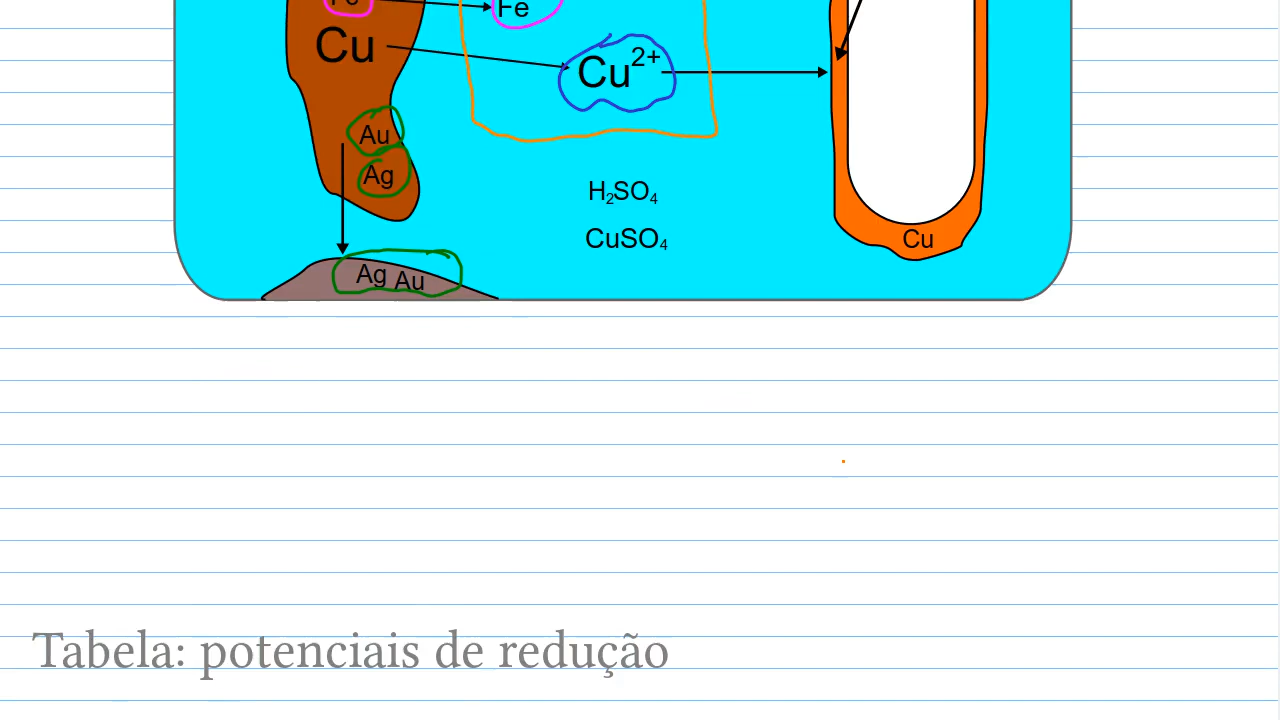 Fe
Cu
Cu²⁺
Au
Ag
H₂SO₄
CuSO₄
Cu
Ag Au
Tabela: potenciais de redução